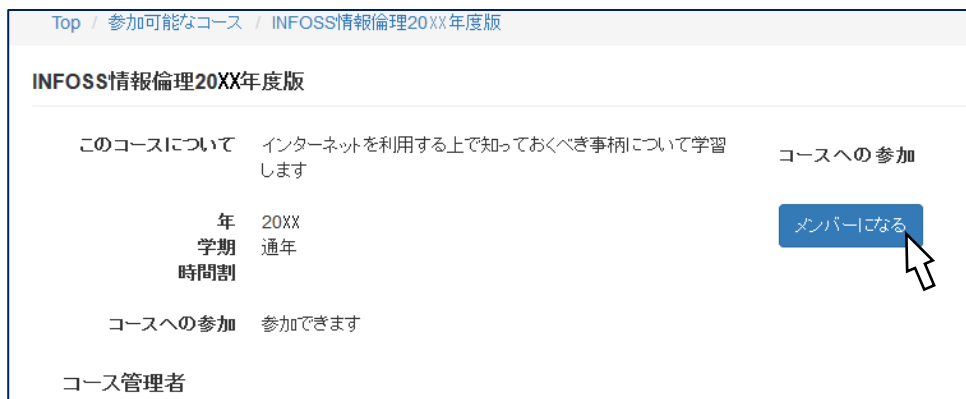 Top / 参加可能なコース / INFOSS情報倫理20XX年度版
INFOSS情報倫理20XX年度版
このコースについて インターネットを利用する上で知っておくべき事柄について学習
します
コースへの参加
年 20XX
メンバーになる
学期 通年
時間割
コースへの参加 参加できます
コース管理者